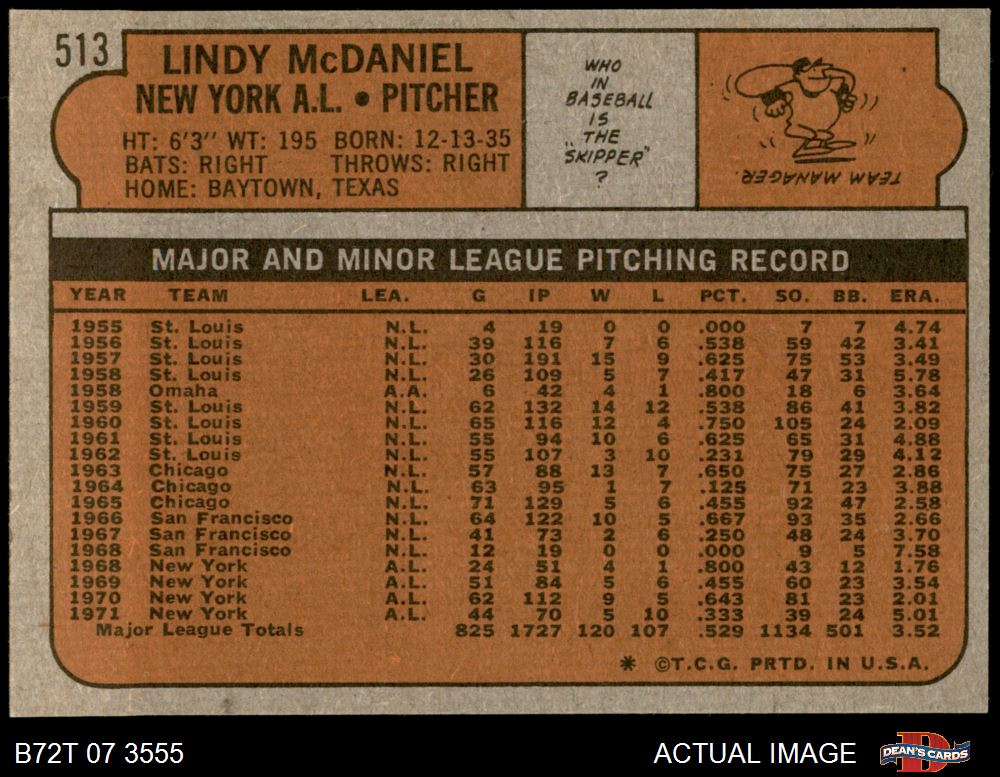 513
LINDY McDANIEL
NEW YORK A.L. • PITCHER
HT: 6'3" WT: 195 BORN: 12-13-35
BATS: RIGHT THROWS: RIGHT
HOME: BAYTOWN, TEXAS
WHO
IN
BASEBALL
IS
"THE
SKIPPER"
?
TEAM MANAGER.
MAJOR AND MINOR LEAGUE PITCHING RECORD
YEAR TEAM LEA. G IP W L PCT. SO. BB. ERA.
1955 St. Louis N.L. 4 19 0 0 .000 7 7 4.74
1956 St. Louis N.L. 39 116 7 6 .538 59 42 3.41
1957 St. Louis N.L. 30 191 15 9 .625 75 53 3.49
1958 St. Louis N.L. 26 109 5 7 .417 47 31 5.78
1958 Omaha A.A. 6 42 4 1 .800 18 6 3.64
1959 St. Louis N.L. 62 132 14 12 .538 86 41 3.82
1960 St. Louis N.L. 65 116 12 4 .750 105 24 2.09
1961 St. Louis N.L. 55 94 10 6 .625 65 31 4.88
1962 St. Louis N.L. 55 107 3 10 .231 79 29 4.12
1963 Chicago N.L. 57 88 13 7 .650 75 27 2.86
1964 Chicago N.L. 63 95 1 7 .125 71 23 3.88
1965 Chicago N.L. 71 129 5 6 .455 92 47 2.58
1966 San Francisco N.L. 64 122 10 5 .667 93 35 2.66
1967 San Francisco N.L. 41 73 2 6 .250 48 24 3.70
1968 San Francisco N.L. 12 19 0 0 .000 9 5 7.58
1968 New York A.L. 24 51 4 1 .800 43 12 1.76
1969 New York A.L. 51 84 5 6 .455 60 23 3.54
1970 New York A.L. 62 112 9 5 .643 81 23 2.01
1971 New York A.L. 44 70 5 10 .333 39 24 5.01
Major League Totals 825 1727 120 107 .529 1134 501 3.52
* ©T.C.G. PRTD. IN U.S.A.
B72T 07 3555 ACTUAL IMAGE DEAN'S CARDS